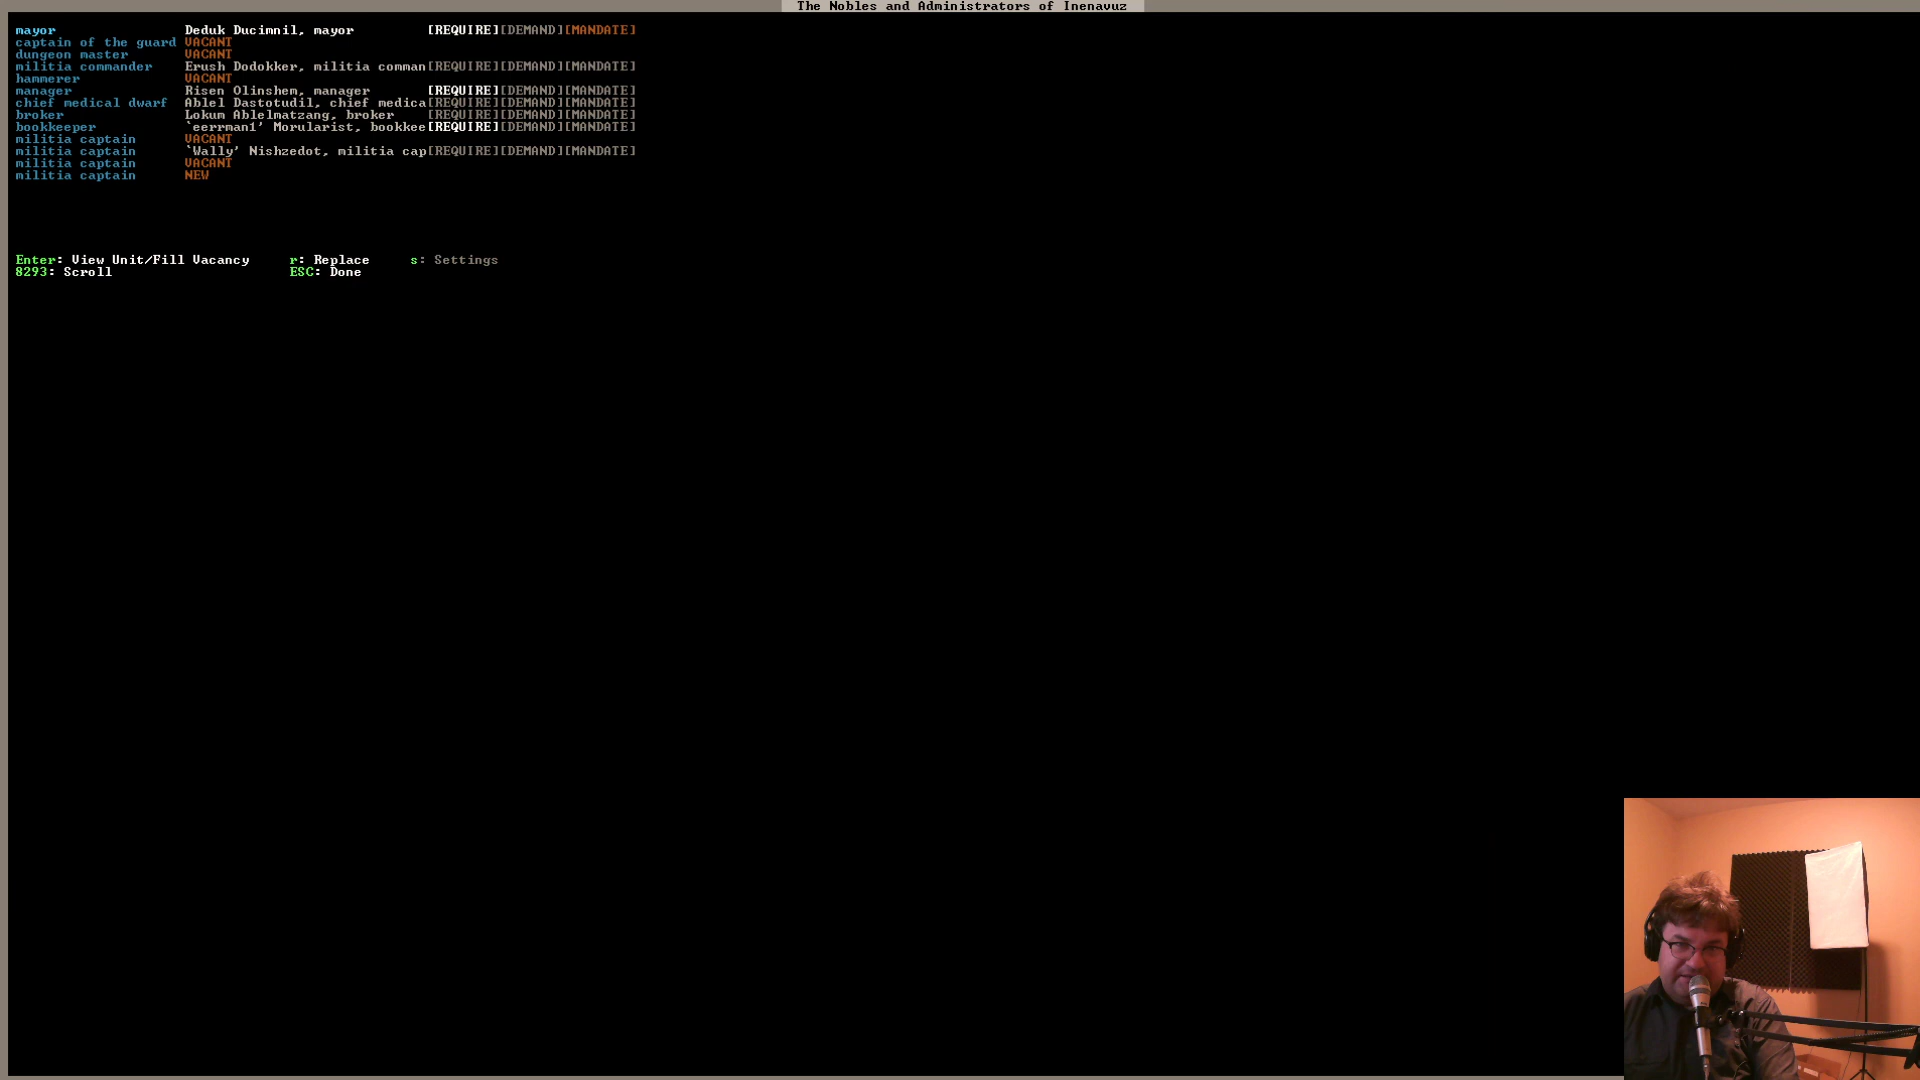 The Nobles and Administrators of Inenavuz
mayor Deduk Ducimnil, mayor [REQUIRE][DEMAND][MANDATE]
captain of the guard VACANT
dungeon master VACANT
militia commander Erush Dodokker, militia comman[REQUIRE][DEMAND][MANDATE]
hammerer VACANT
manager Risen Olinshem, manager [REQUIRE][DEMAND][MANDATE]
chief medical dwarf Ablel Dastotudil, chief medica[REQUIRE][DEMAND][MANDATE]
broker Lokum Ablelmatzang, broker [REQUIRE][DEMAND][MANDATE]
bookkeeper `eerrman1' Morularist, bookkee[REQUIRE][DEMAND][MANDATE]
militia captain VACANT
militia captain `Wally' Nishzedot, militia cap[REQUIRE][DEMAND][MANDATE]
militia captain VACANT
militia captain NEW
Enter: View Unit/Fill Vacancy r: Replace s: Settings
8293: Scroll ESC: Done